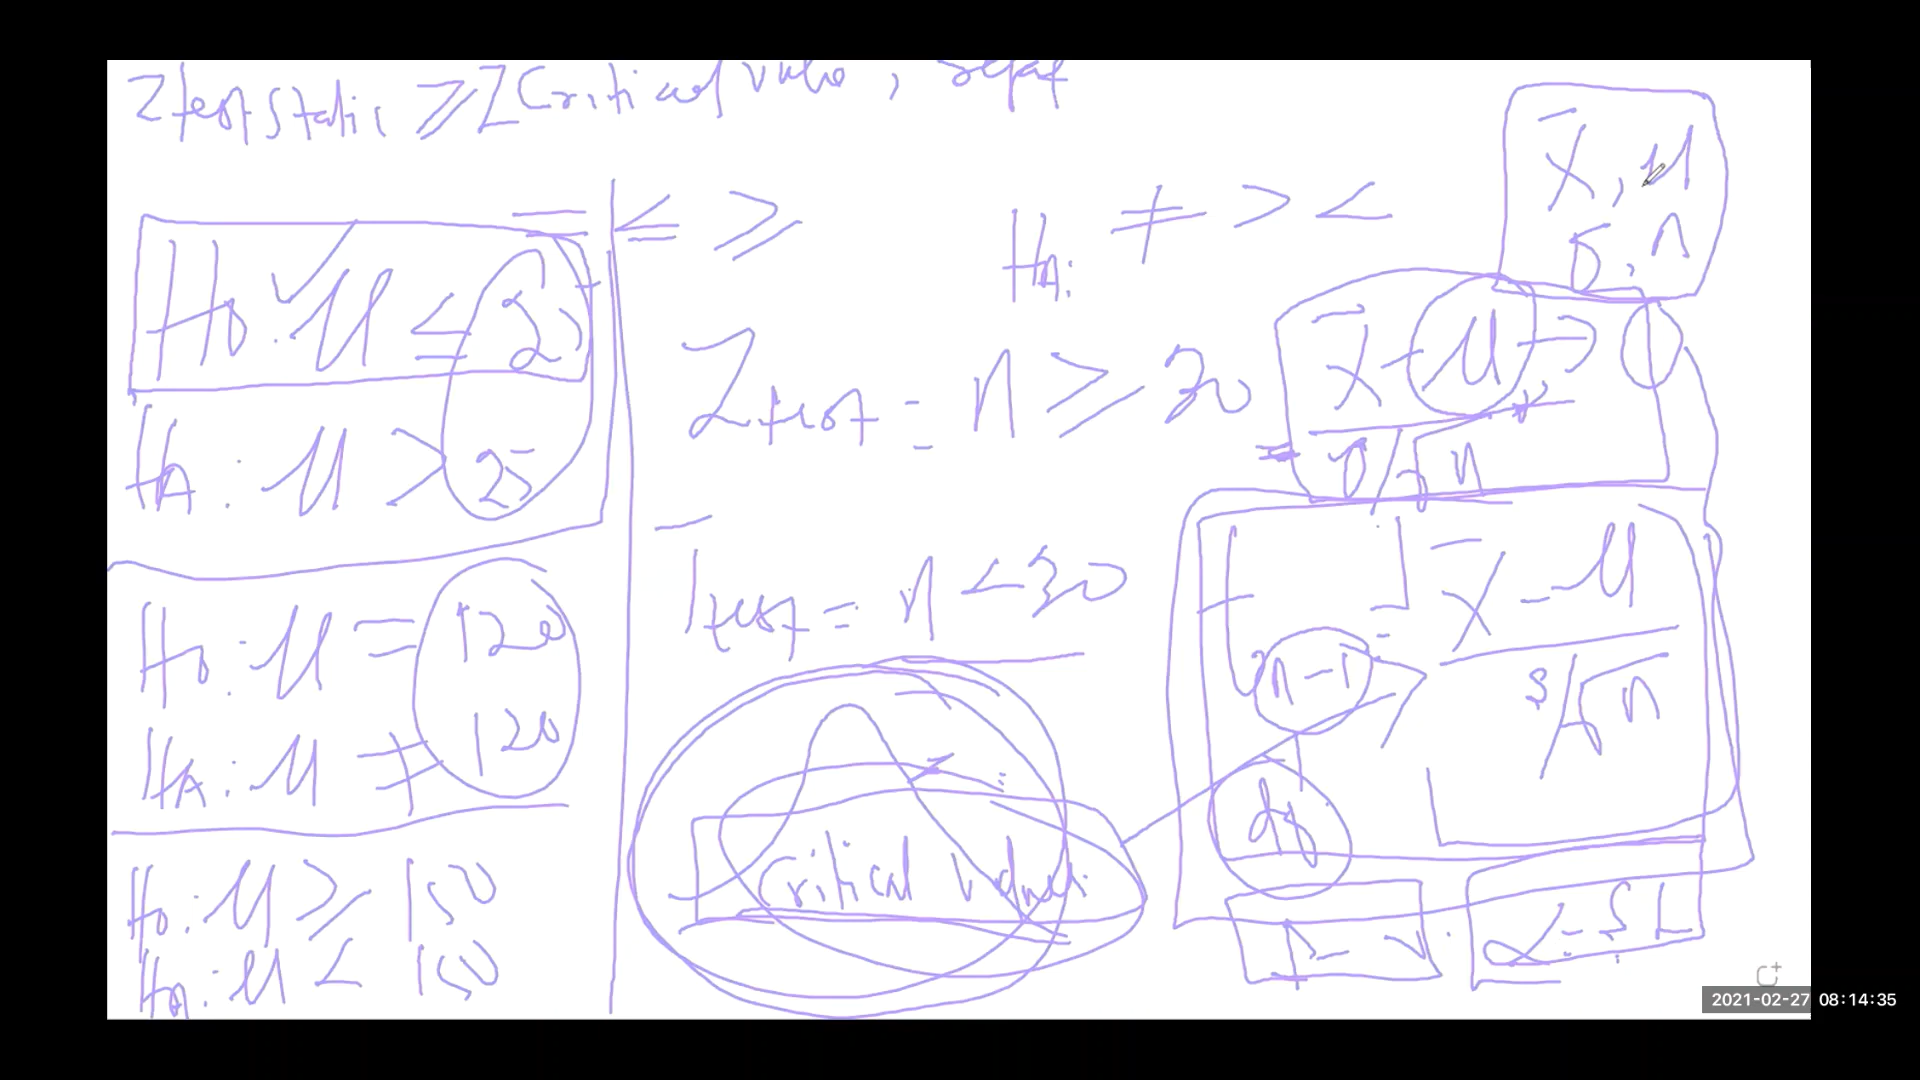 Z test static ≥ Z Critical value ,
= ≤ ≥
HA: ≠ > <
X̄ , μ
σ , n
H0: μ ≤ 25
HA: μ > 25
Z test = n ≥ 30
= X̄ - μ
σ/√n
T test = n < 30
t n-1 = X̄ - μ
s/√n
df
H0: μ = 120
HA: μ ≠ 120
H0: μ ≥ 150
HA: μ < 150
Critical Value
P - v.
α = S L
2021-02-27 08:14:35